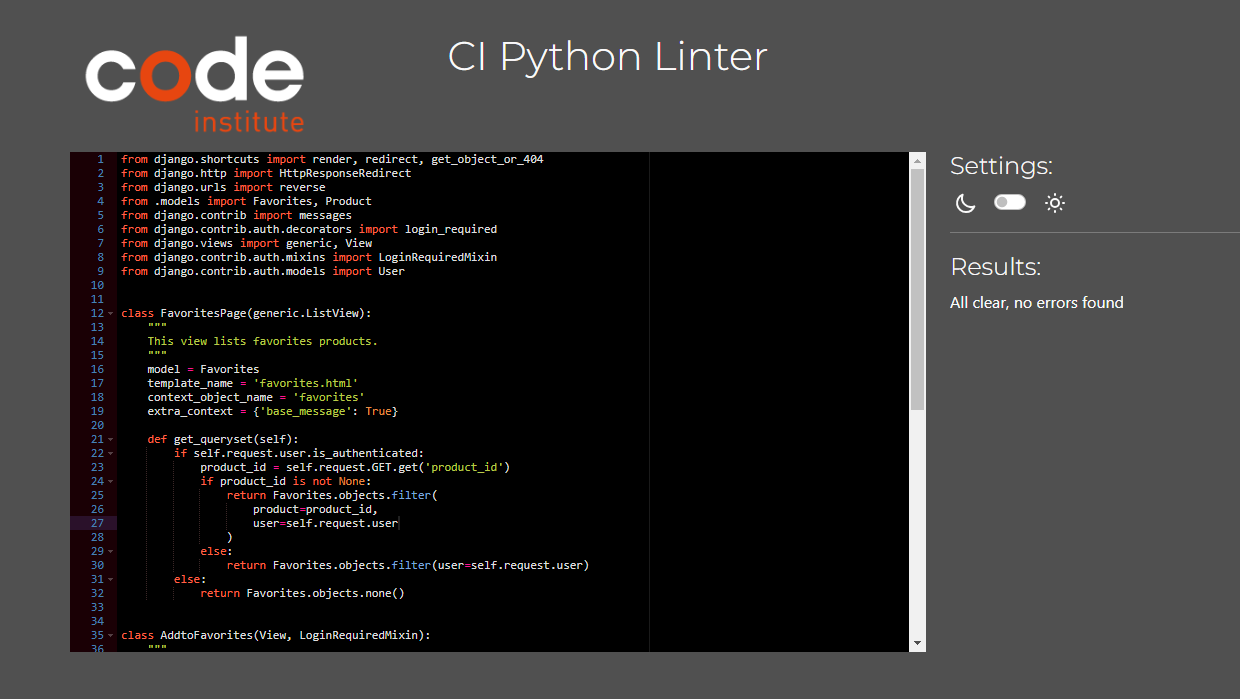 code
institute
CI Python Linter
1 from django.shortcuts import render, redirect, get_object_or_404
2 from django.http import HttpResponseRedirect
3 from django.urls import reverse
4 from .models import Favorites, Product
5 from django.contrib import messages
6 from django.contrib.auth.decorators import login_required
7 from django.views import generic, View
8 from django.contrib.auth.mixins import LoginRequiredMixin
9 from django.contrib.auth.models import User
10
11
12 class FavoritesPage(generic.ListView):
13     """
14     This view lists favorites products.
15     """
16     model = Favorites
17     template_name = 'favorites.html'
18     context_object_name = 'favorites'
19     extra_context = {'base_message': True}
20
21     def get_queryset(self):
22         if self.request.user.is_authenticated:
23             product_id = self.request.GET.get('product_id')
24             if product_id is not None:
25                 return Favorites.objects.filter(
26                     product=product_id,
27                     user=self.request.user
28                 )
29             else:
30                 return Favorites.objects.filter(user=self.request.user)
31         else:
32             return Favorites.objects.none()
33
34
35 class AddtoFavorites(View, LoginRequiredMixin):
36     """
Settings:
Results:
All clear, no errors found